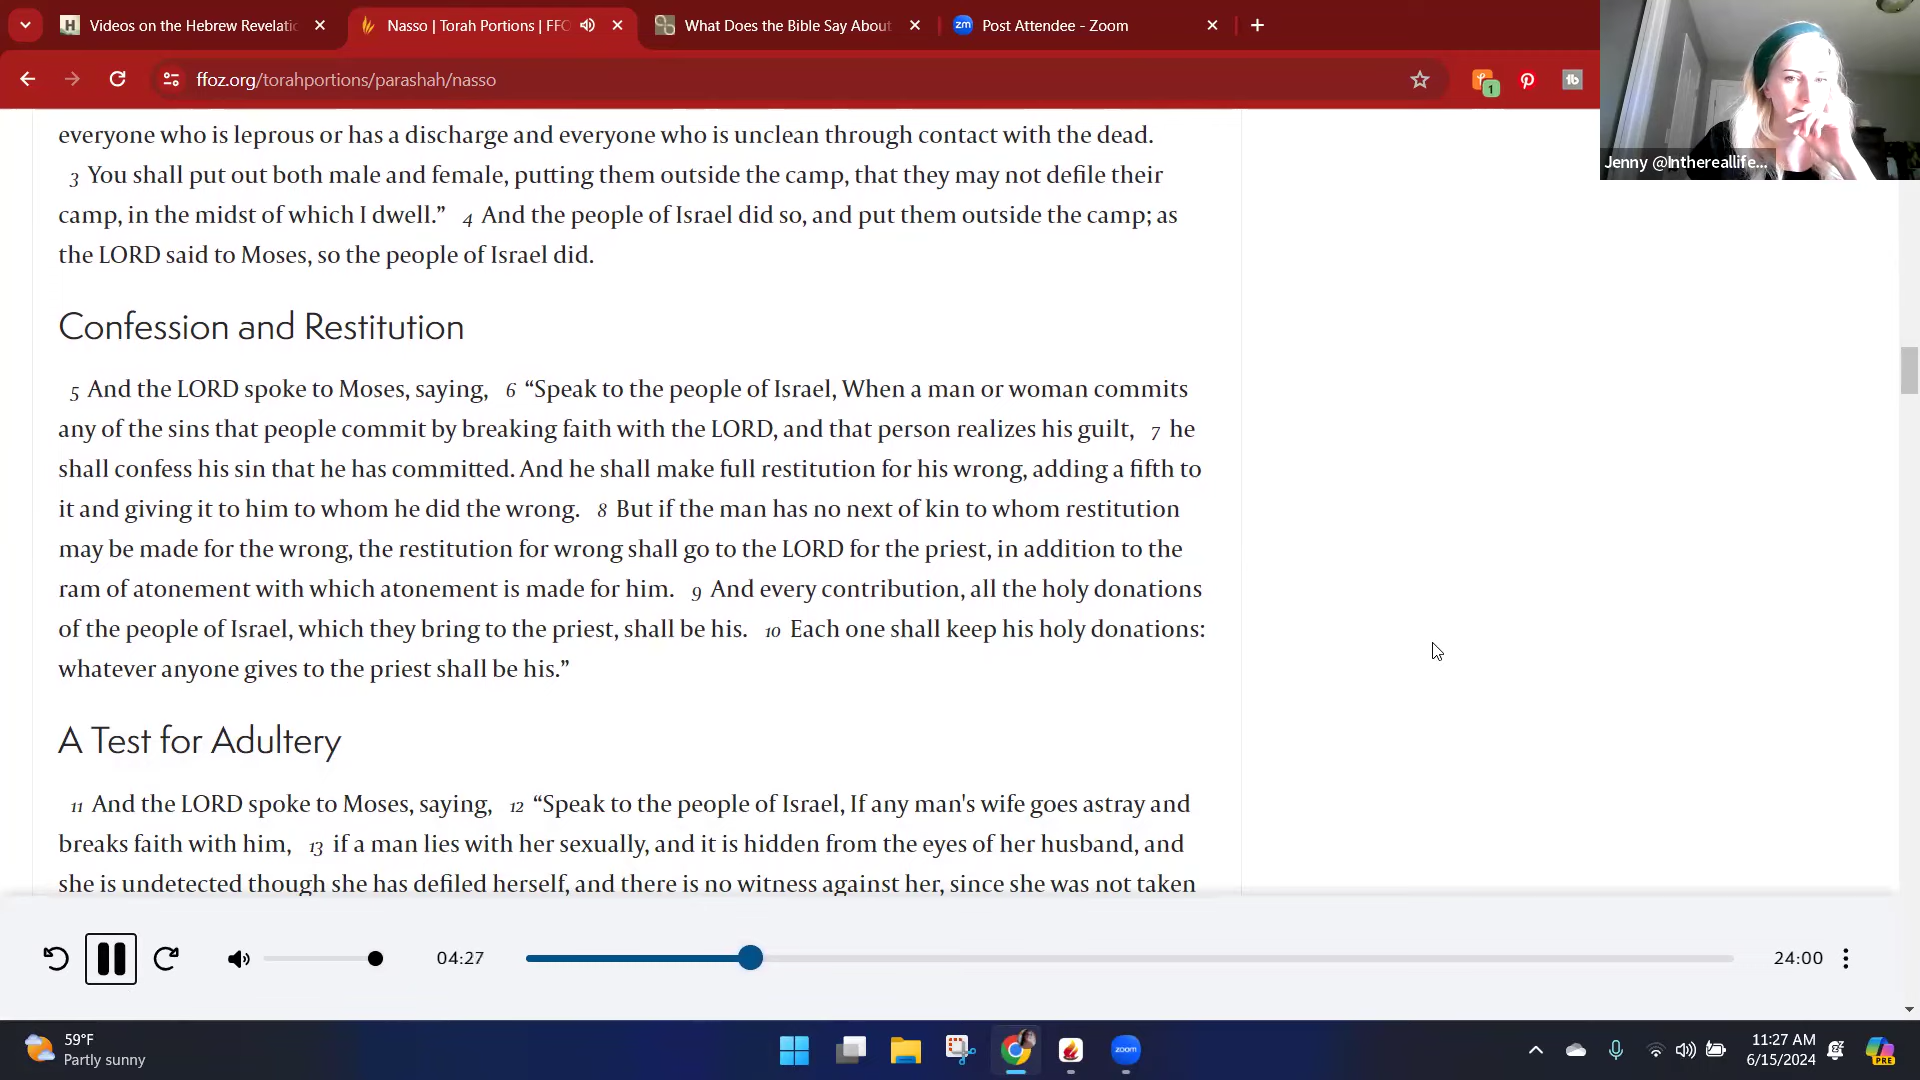 Videos on the Hebrew Revelatio
Nasso | Torah Portions | FFO
What Does the Bible Say About
zm Post Attendee - Zoom
ffoz.org/torahportions/parashah/nasso
1
Jenny @Inthereallife...
everyone who is leprous or has a discharge and everyone who is unclean through contact with the dead.
3 You shall put out both male and female, putting them outside the camp, that they may not defile their
camp, in the midst of which I dwell.” 4 And the people of Israel did so, and put them outside the camp; as
the LORD said to Moses, so the people of Israel did.
Confession and Restitution
5 And the LORD spoke to Moses, saying, 6 “Speak to the people of Israel, When a man or woman commits
any of the sins that people commit by breaking faith with the LORD, and that person realizes his guilt, 7 he
shall confess his sin that he has committed. And he shall make full restitution for his wrong, adding a fifth to
it and giving it to him to whom he did the wrong. 8 But if the man has no next of kin to whom restitution
may be made for the wrong, the restitution for wrong shall go to the LORD for the priest, in addition to the
ram of atonement with which atonement is made for him. 9 And every contribution, all the holy donations
of the people of Israel, which they bring to the priest, shall be his. 10 Each one shall keep his holy donations:
whatever anyone gives to the priest shall be his.”
A Test for Adultery
11 And the LORD spoke to Moses, saying, 12 “Speak to the people of Israel, If any man's wife goes astray and
breaks faith with him, 13 if a man lies with her sexually, and it is hidden from the eyes of her husband, and
she is undetected though she has defiled herself, and there is no witness against her, since she was not taken
04:27
24:00
59°F
Partly sunny
zoom
11:27 AM
6/15/2024
PRE